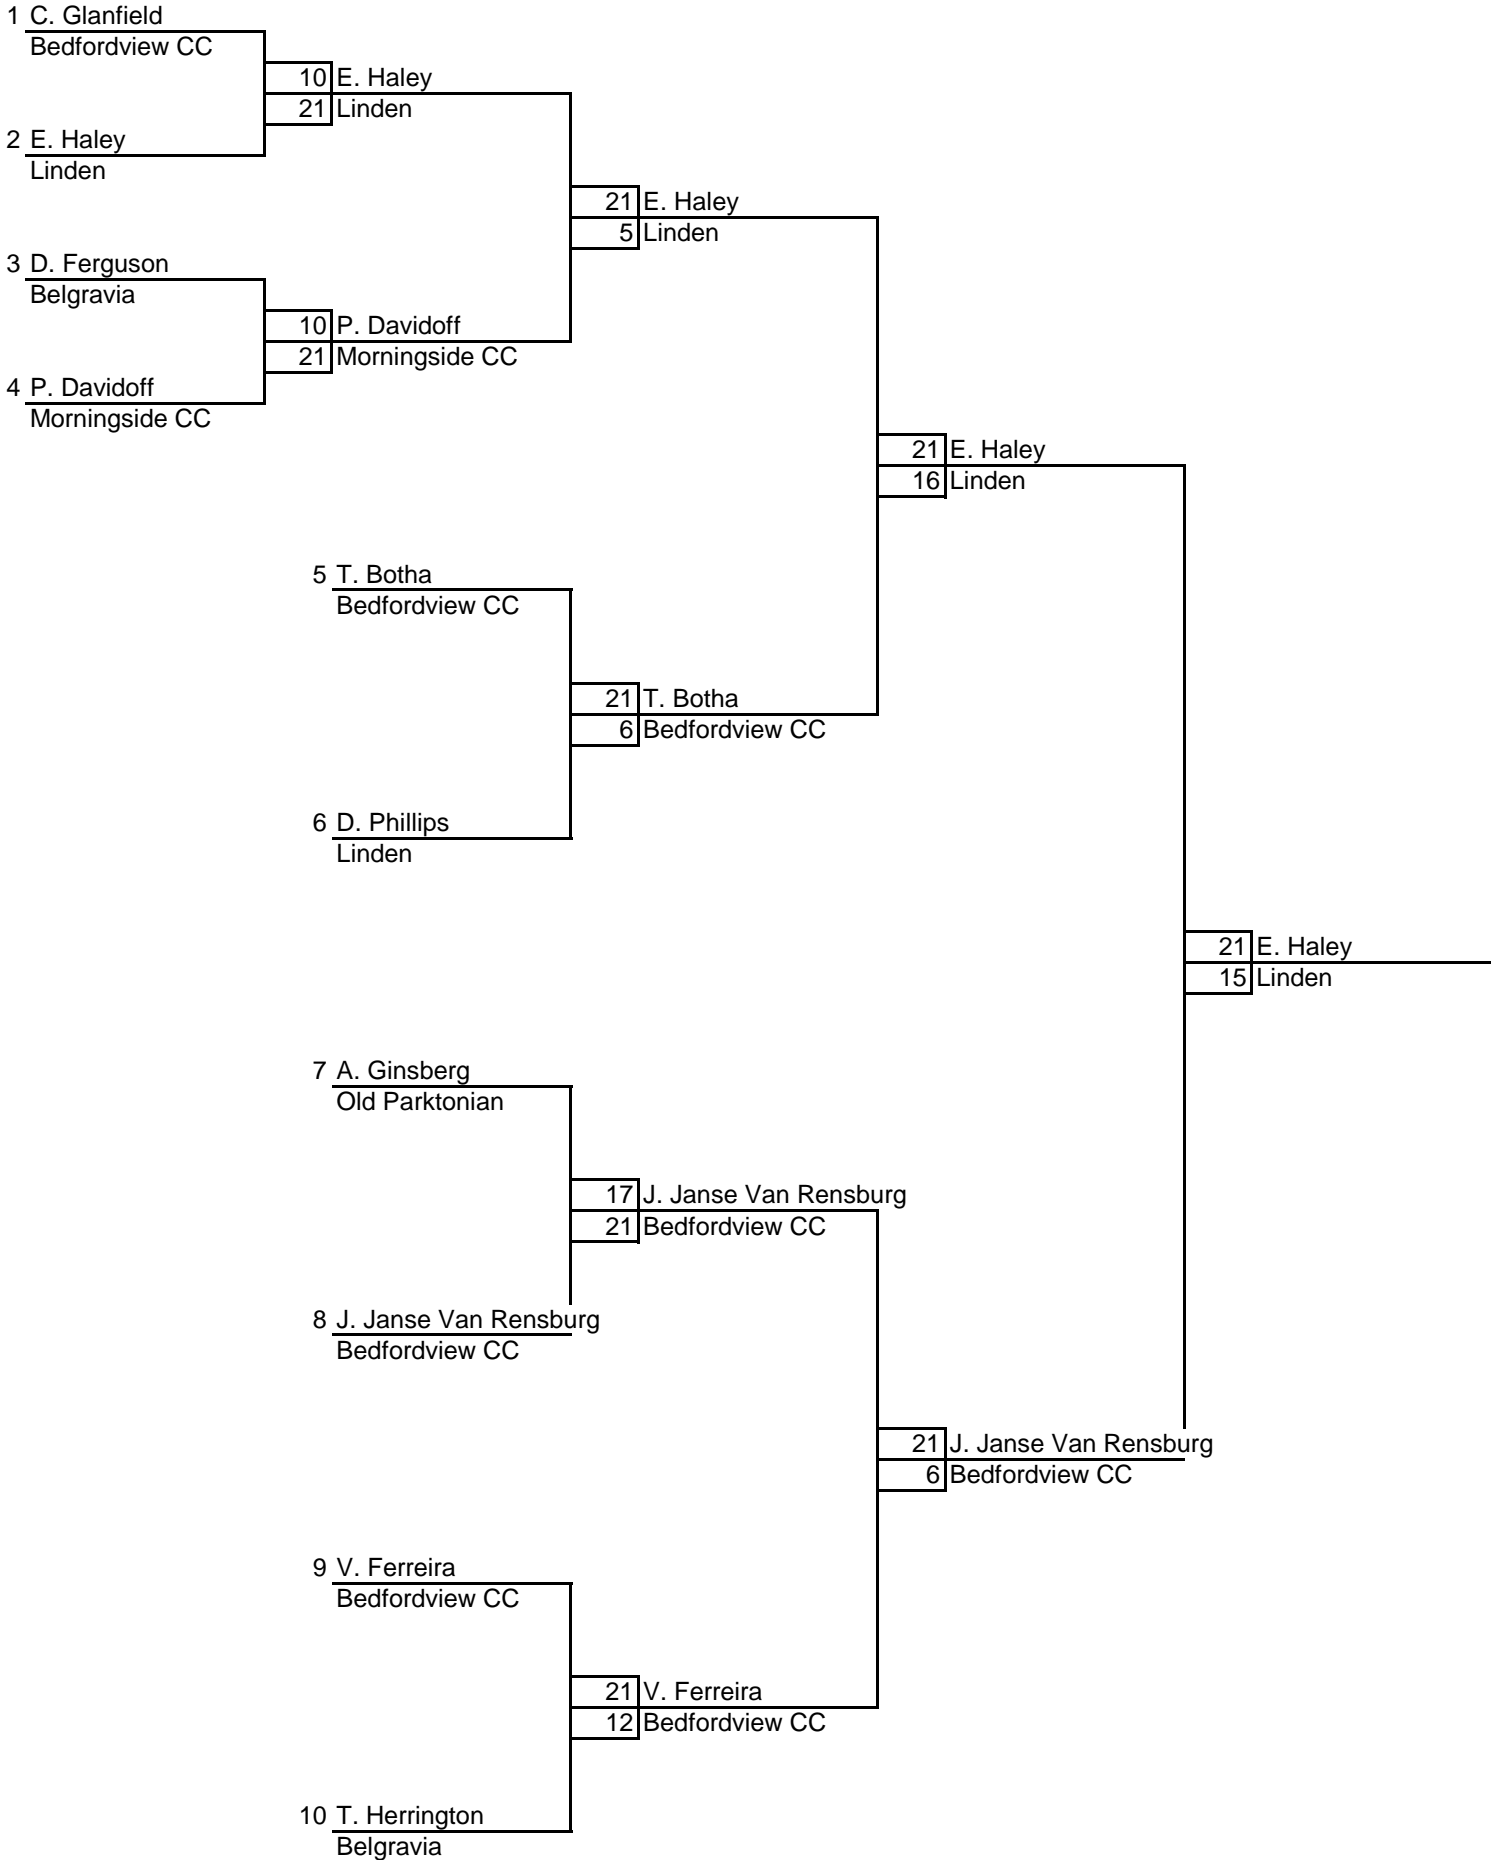 1 C. Glanfield
Bedfordview CC
10 E. Haley
21 Linden
2 E. Haley
Linden
21 E. Haley
5 Linden
3 D. Ferguson
Belgravia
10 P. Davidoff
21 Morningside CC
4 P. Davidoff
Morningside CC
21 E. Haley
16 Linden
5 T. Botha
Bedfordview CC
21 T. Botha
6 Bedfordview CC
6 D. Phillips
Linden
21 E. Haley
15 Linden
7 A. Ginsberg
Old Parktonian
17 J. Janse Van Rensburg
21 Bedfordview CC
8 J. Janse Van Rensburg
Bedfordview CC
21 J. Janse Van Rensburg
6 Bedfordview CC
9 V. Ferreira
Bedfordview CC
21 V. Ferreira
12 Bedfordview CC
10 T. Herrington
Belgravia